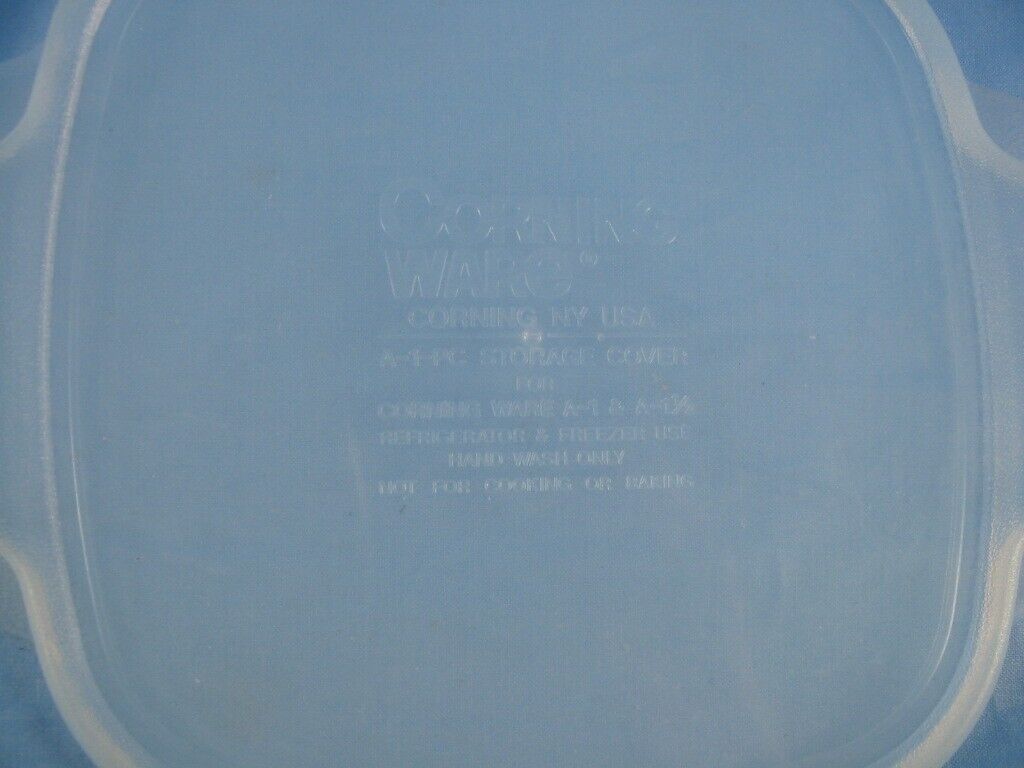 CORNING
WARE®
CORNING NY USA
A-1-PC STORAGE COVER
FOR
CORNING WARE A-1 & A-1½
REFRIGERATOR & FREEZER USE
HAND WASH ONLY
NOT FOR COOKING OR BAKING